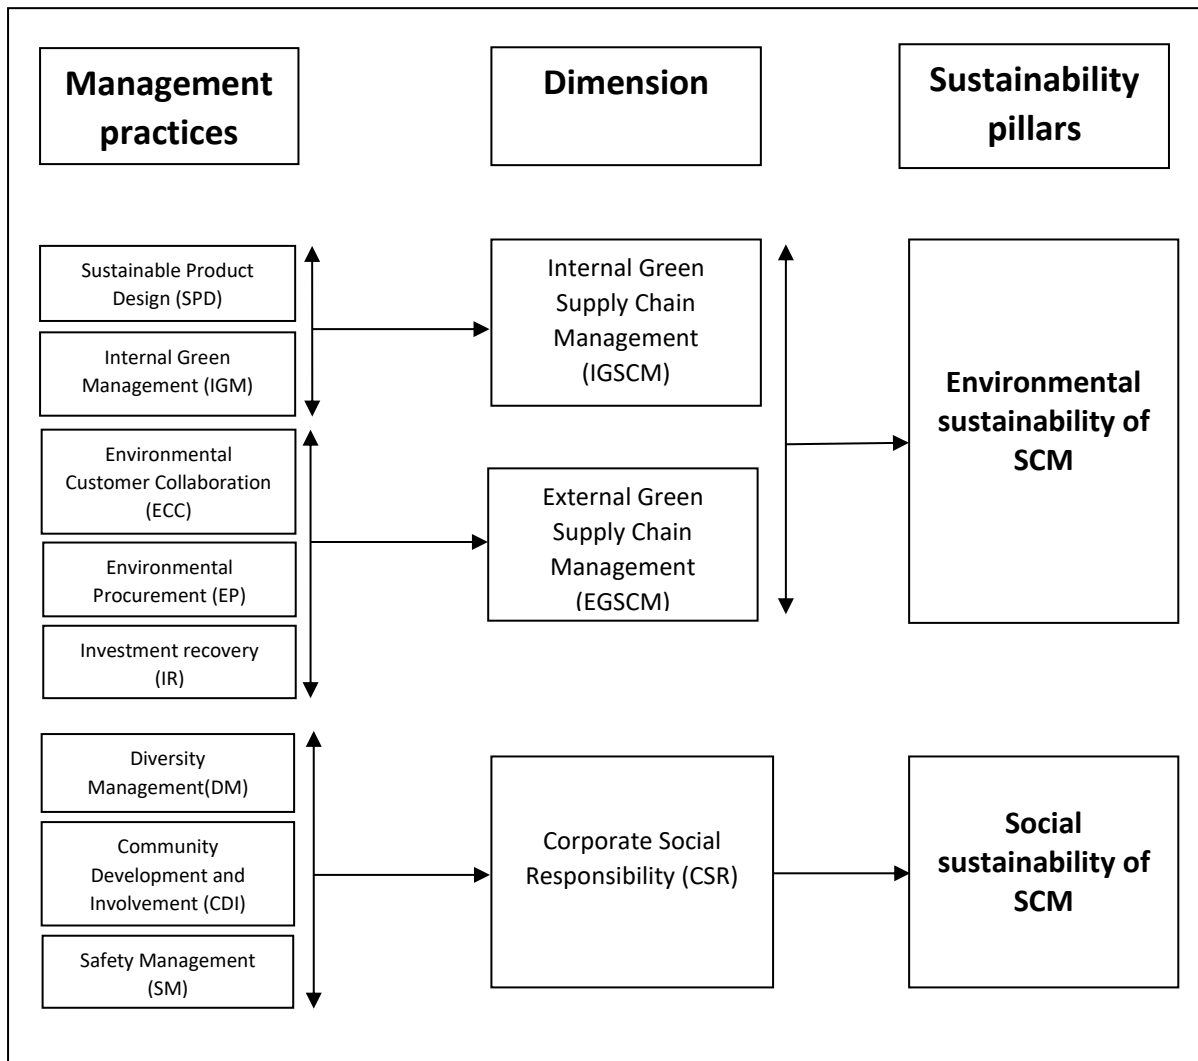 Management
practices
Dimension
Sustainability
pillars
Sustainable Product
Design (SPD)
Internal Green
Management (IGM)
Environmental
Customer Collaboration
(ECC)
Environmental
Procurement (EP)
Investment recovery
(IR)
Diversity
Management(DM)
Community
Development and
Involvement (CDI)
Safety Management
(SM)
Internal Green
Supply Chain
Management
(IGSCM)
External Green
Supply Chain
Management
(EGSCM)
Corporate Social
Responsibility (CSR)
Environmental
sustainability of
SCM
Social
sustainability of
SCM